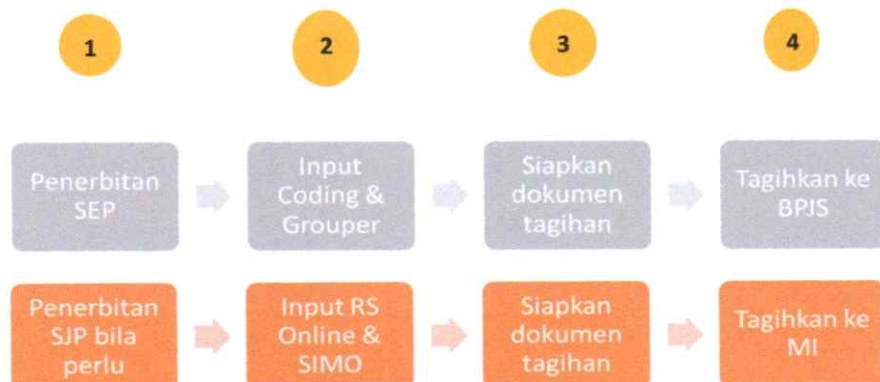 1
2
3
4
Penerbitan
SEP
Input
Coding &
Grouper
Siapkan
dokumen
tagihan
Tagihkan ke
BPJS
Penerbitan
SJP bila
perlu
Input RS
Online &
SIMO
Siapkan
dokumen
tagihan
Tagihkan ke
MI